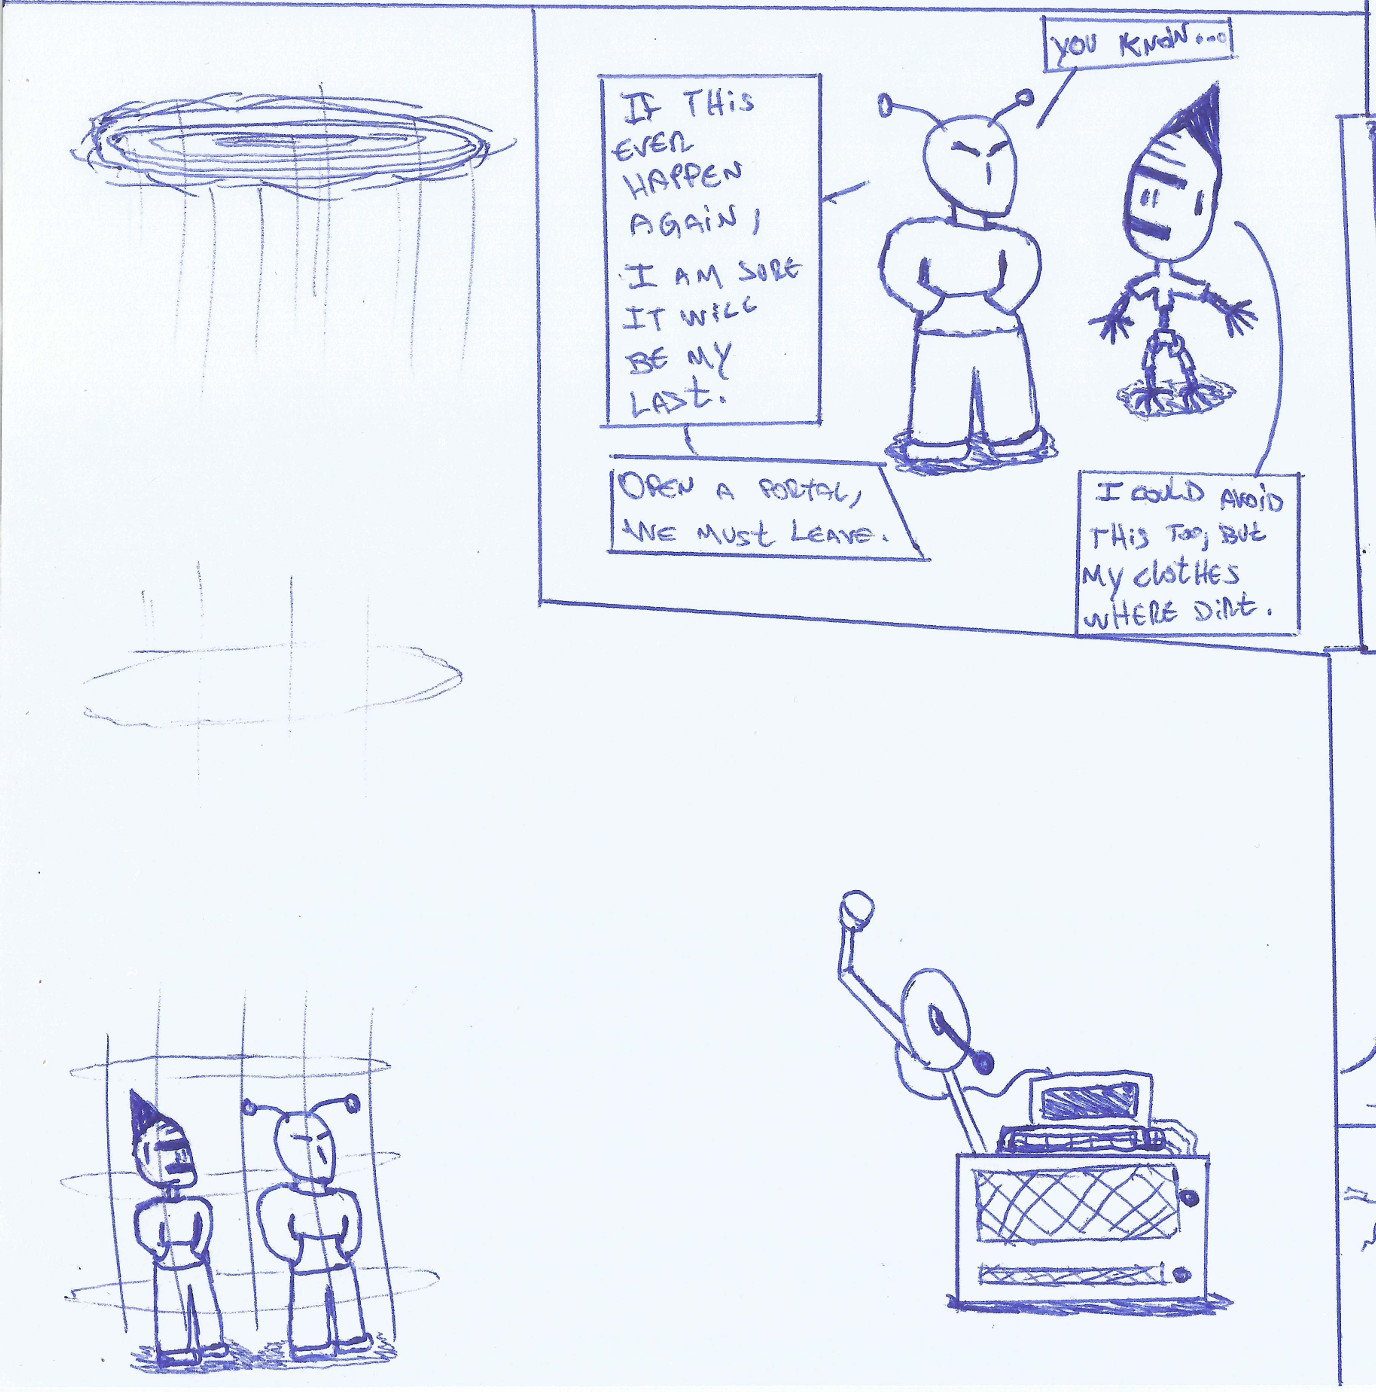 YOU KNOW...
IF THIS
EVER
HAPPEN
AGAIN,
I AM SURE
IT WILL
BE MY
LAST.
OPEN A PORTAL,
WE MUST LEAVE.
I COULD AVOID
THIS TOO, BUT
MY CLOTHES
WHERE DIRT.